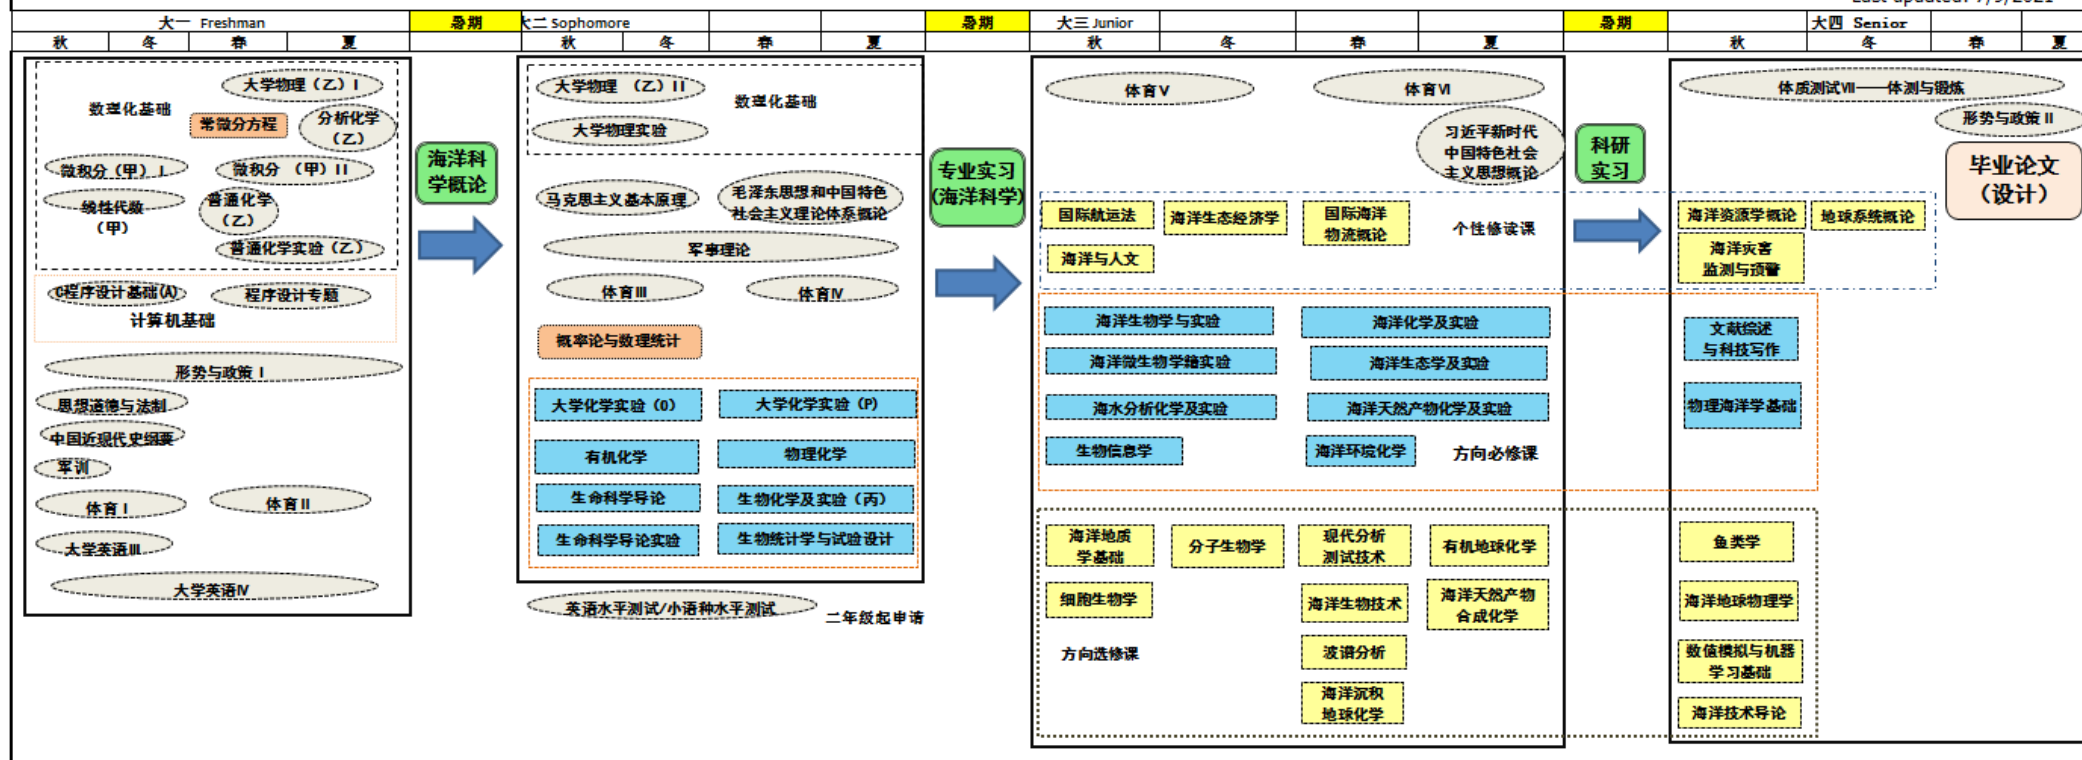 大一 Freshman
暑期
大二 Sophomore
暑期
大三 Junior
暑期
大四 Senior
秋 冬 春 夏
秋 冬 春 夏
秋 冬 春 夏
秋 冬 春 夏
大学物理（乙）I
数理化基础
常微分方程
分析化学
（乙）
微积分（甲）I
微积分 （甲）II
线性代数
（甲）
普通化学
（乙）
普通化学实验（乙）
C程序设计基础(A)
程序设计专题
计算机基础
形势与政策 I
思想道德与法制
中国近现代史纲要
军训
体育 I
体育II
大学英语III
大学英语IV
海洋科
学概论
大学物理 （乙）II
数理化基础
大学物理实验
马克思主义基本原理
毛泽东思想和中国特色
社会主义理论体系概论
军事理论
体育III
体育IV
概率论与数理统计
大学化学实验（O）
大学化学实验（P）
有机化学
物理化学
生命科学导论
生物化学及实验（丙）
生命科学导论实验
生物统计学与试验设计
英语水平测试/小语种水平测试
二年级起申请
专业实习
(海洋科学)
体育V
体育VI
习近平新时代
中国特色社会
主义思想概论
国际航运法
海洋生态经济学
国际海洋
物流概论
个性修读课
海洋与人文
海洋生物学与实验
海洋化学及实验
海洋微生物学籍实验
海洋生态学及实验
海水分析化学及实验
海洋天然产物化学及实验
生物信息学
海洋环境化学
方向必修课
海洋地质
学基础
分子生物学
现代分析
测试技术
有机地球化学
细胞生物学
海洋生物技术
海洋天然产物
合成化学
方向选修课
波谱分析
海洋沉积
地球化学
科研
实习
体质测试VIII——体测与锻炼
形势与政策 II
毕业论文
（设计）
海洋资源学概论
地球系统概论
海洋灾害
监测与预警
文献综述
与科技写作
物理海洋学基础
鱼类学
海洋地球物理学
数值模拟与机器
学习基础
海洋技术导论